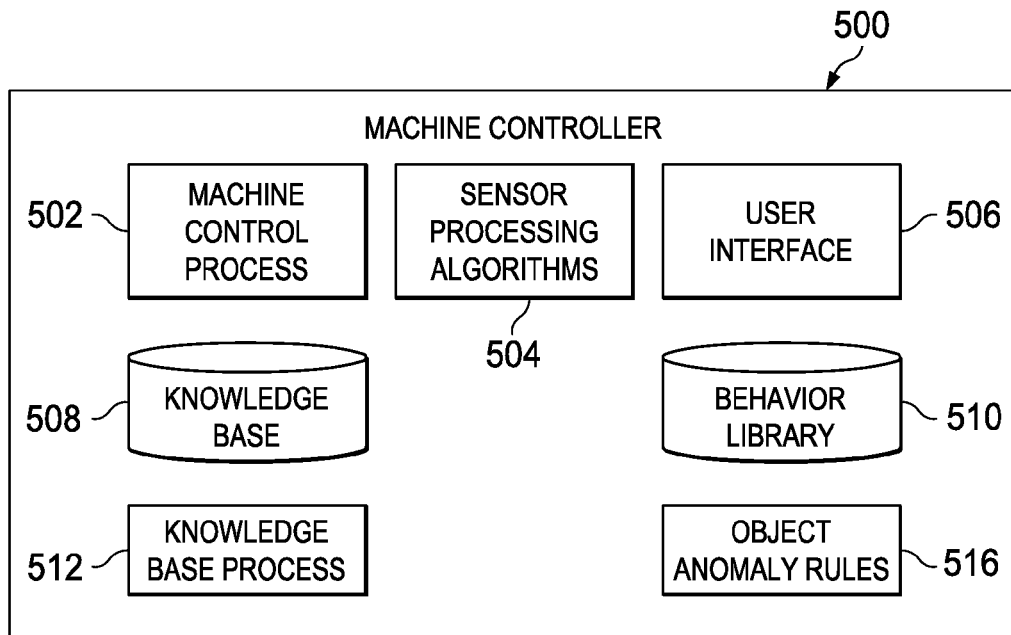 500
MACHINE CONTROLLER
502
MACHINE
CONTROL
PROCESS
SENSOR
PROCESSING
ALGORITHMS
504
USER
INTERFACE
506
508
KNOWLEDGE
BASE
BEHAVIOR
LIBRARY
510
512
KNOWLEDGE
BASE PROCESS
OBJECT
ANOMALY RULES
516